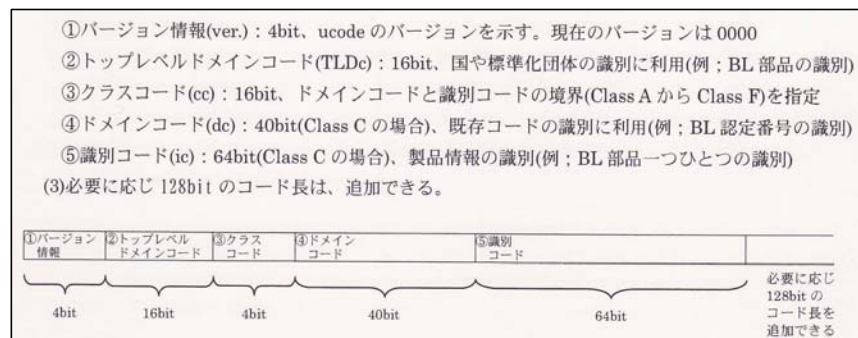 ①バージョン情報(ver.)：4bit、ucode のバージョンを示す。現在のバージョンは 0000
②トップレベルドメインコード(TLDc)：16bit、国や標準化団体の識別に利用(例；BL 部品の識別)
③クラスコード(cc)：16bit、ドメインコードと識別コードの境界(Class A から Class F)を指定
④ドメインコード(dc)：40bit(Class C の場合)、既存コードの識別に利用(例；BL 認定番号の識別)
⑤識別コード(ic)：64bit(Class C の場合)、製品情報の識別(例；BL 部品一つひとつの識別)
(3)必要に応じ 128bit のコード長は、追加できる。
①バージョン
情報
②トップレベル
ドメインコード
③クラス
コード
④ドメイン
コード
⑤識別
コード
4bit
16bit
4bit
40bit
64bit
必要に応じ
128bit の
コード長を
追加できる